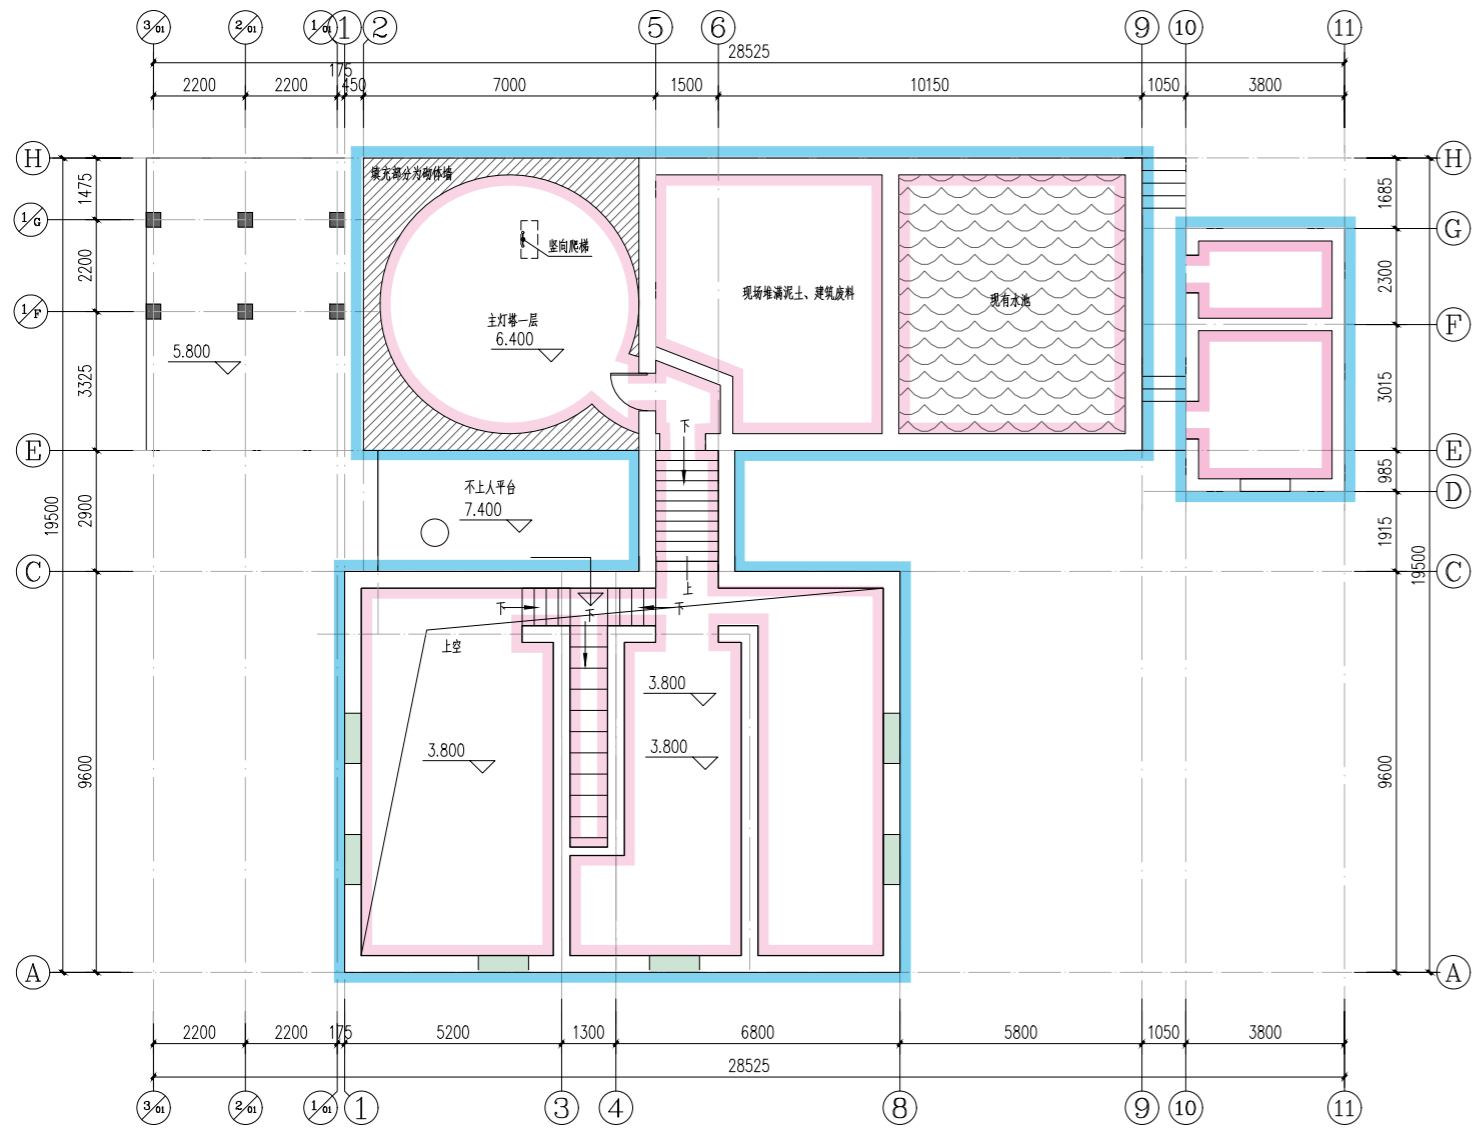 3/01 2/01 1/01 1 2 5 6 9 10 11
28525
175
2200 2200 450 7000 1500 10150 1050 3800
H H
填充部分为砌体墙
1475 1685
1/G G
竖向爬梯
2200 2300
现场堆满泥土、建筑废料 现有水池
1/F F
主灯塔一层
6.400
5.800
3325 3015
下
E E
不上人平台
7.400
985
D
19500 2900 1915 19500
C C
上
下 下 下
上空
3.800
3.800 3.800
9600 9600
A A
2200 2200 175 5200 1300 6800 5800 1050 3800
28525
3/01 2/01 1/01 1 3 4 8 9 10 11